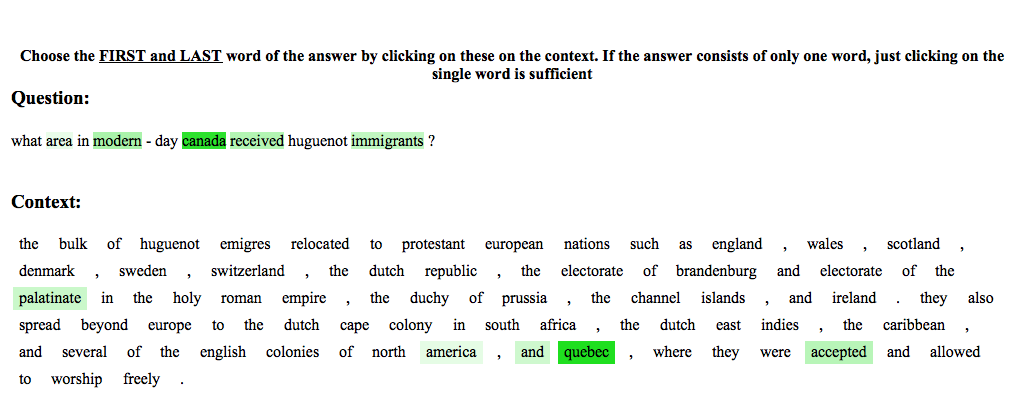 Choose the FIRST and LAST word of the answer by clicking on these on the context. If the answer consists of only one word, just clicking on the
single word is sufficient
Question:
what area in modern - day canada received huguenot immigrants ?
Context:
the bulk of huguenot emigres relocated to protestant european nations such as england , wales , scotland ,
denmark , sweden , switzerland , the dutch republic , the electorate of brandenburg and electorate of the
palatinate in the holy roman empire , the duchy of prussia , the channel islands , and ireland . they also
spread beyond europe to the dutch cape colony in south africa , the dutch east indies , the caribbean ,
and several of the english colonies of north america , and quebec , where they were accepted and allowed
to worship freely .